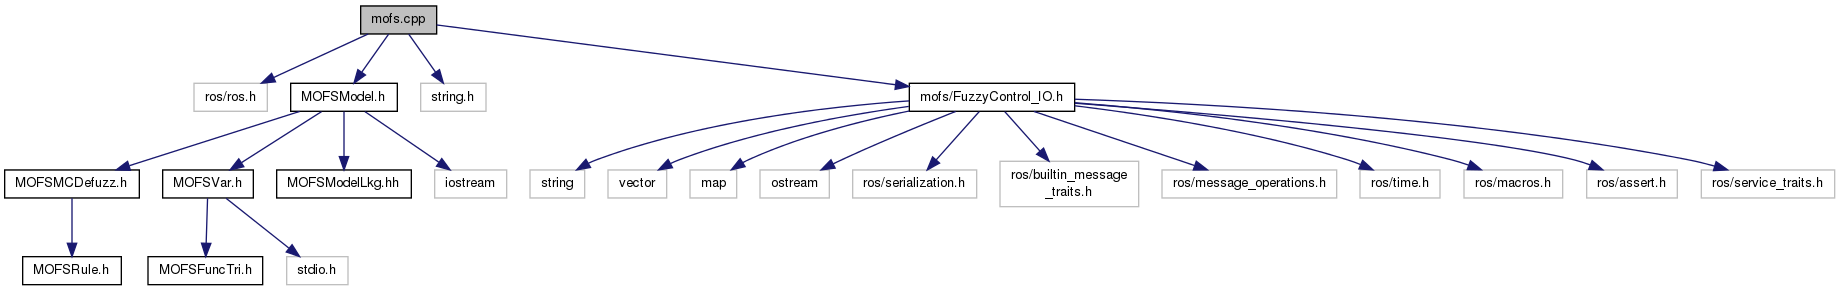 mofs.cpp
ros/ros.h
MOFSModel.h
string.h
mofs/FuzzyControl_IO.h
MOFSMCDefuzz.h
MOFSVar.h
MOFSModelLkg.hh
iostream
string
vector
map
ostream
ros/serialization.h
ros/builtin_message
_traits.h
ros/message_operations.h
ros/time.h
ros/macros.h
ros/assert.h
ros/service_traits.h
MOFSRule.h
MOFSFuncTri.h
stdio.h